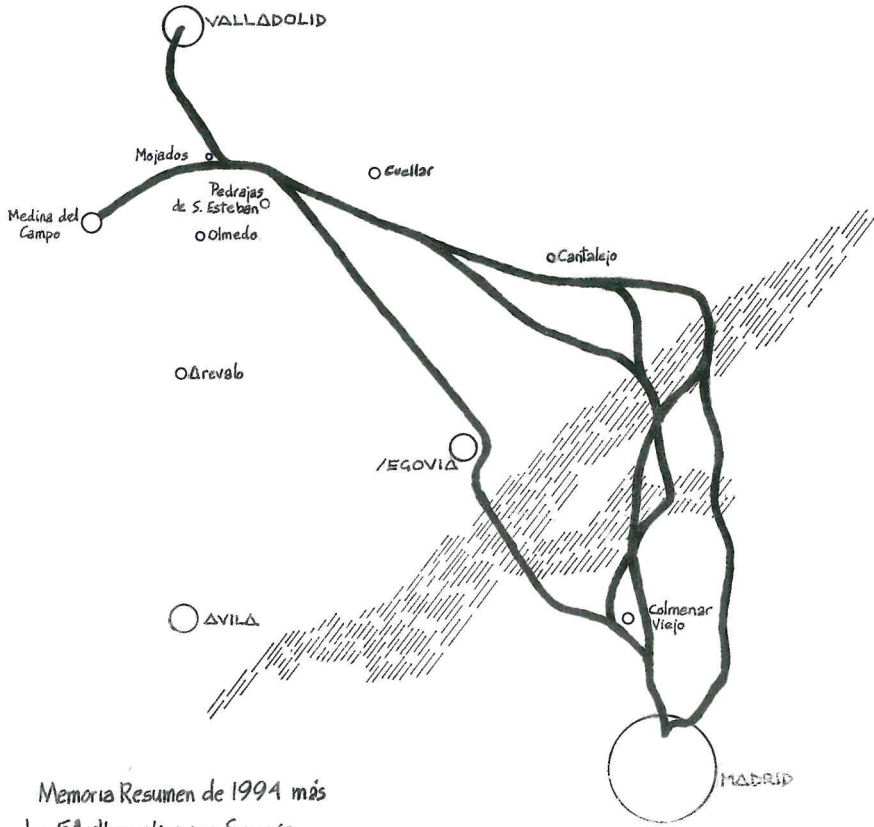 VALLADOLID
Mojados
Cuellar
Pedrajas
de S. Esteban
Medina del
Campo
Olmedo
Cantalejo
Arevalo
SEGOVIA
AVILA
Colmenar
Viejo
MADRID
Memoria Resumen de 1994 más